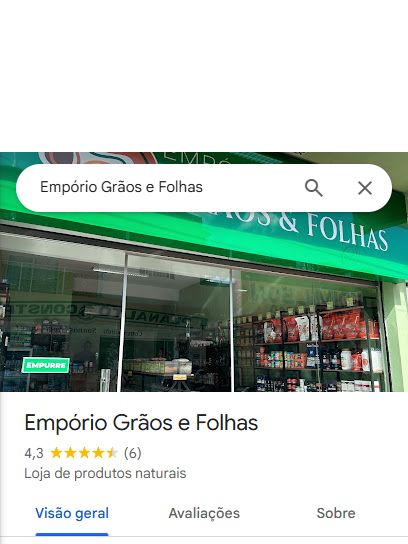 EMPÓ
Empório Grãos e Folhas
GRÃOS & FOLHAS
EMPURRE
Empório Grãos e Folhas
4,3 (6)
Loja de produtos naturais
Visão geral Avaliações Sobre